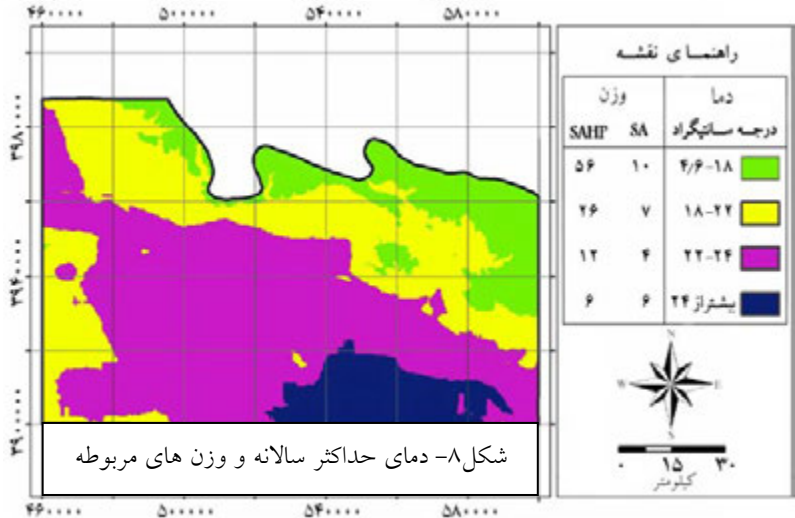 ۴۶۰۰۰۰ ۵۰۰۰۰۰ ۵۴۰۰۰۰ ۵۸۰۰۰۰
۳۹۸۰۰۰۰
۳۹۴۰۰۰۰
۳۹۰۰۰۰۰
شکل۸- دمای حداکثر سالانه و وزن های مربوطه
۴۶۰۰۰۰ ۵۰۰۰۰۰ ۵۴۰۰۰۰ ۵۸۰۰۰۰
راهنمای نقشه
دما وزن
درجه سانتیگراد SA SAHP
۴/۶-۱۸ ۱۰ ۵۶
۱۸-۲۲ ۷ ۲۶
۲۲-۲۴ ۴ ۱۲
بیشتراز ۲۴ ۶ ۶
N
W E
S
۰ ۱۵ ۳۰
کیلومتر